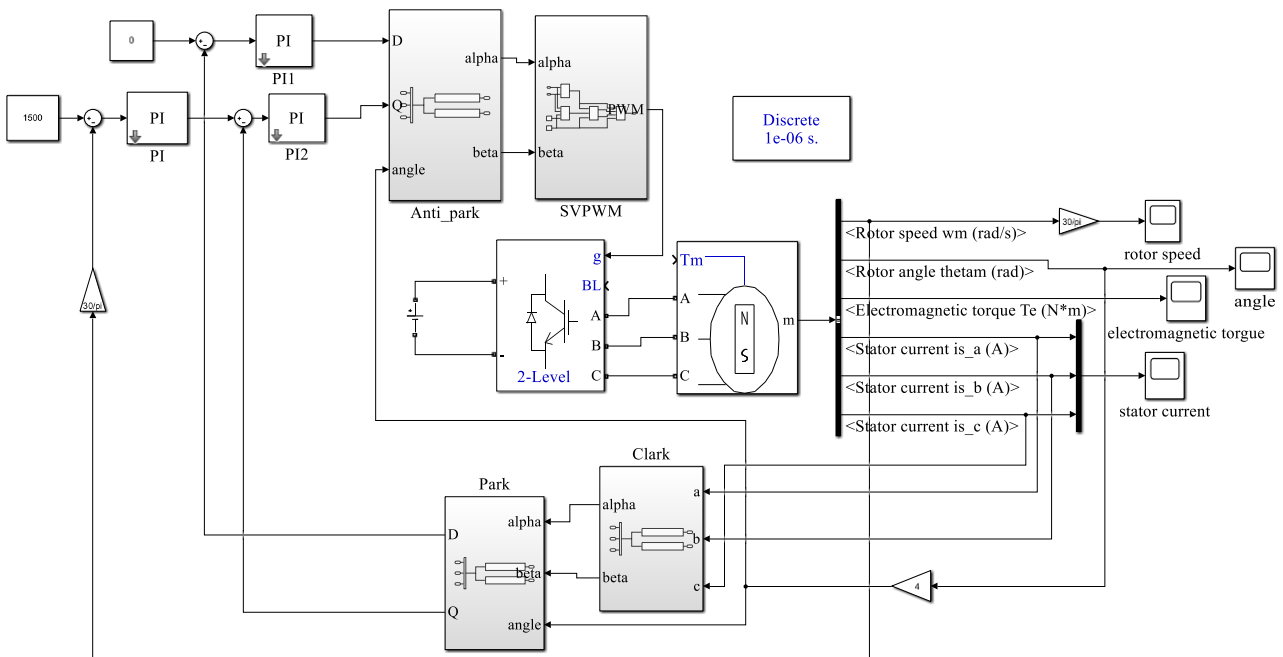 0
PI
PI1
1500
PI
PI
PI
PI2
D
Q
angle
alpha
beta
Anti_park
alpha
beta
PWM
SVPWM
Discrete
1e-06 s.
30/pi
+
-
g
BL
A
B
C
2-Level
Tm
A
B
C
N
S
m
<Rotor speed wm (rad/s)>
<Rotor angle thetam (rad)>
<Electromagnetic torque Te (N*m)>
<Stator current is_a (A)>
<Stator current is_b (A)>
<Stator current is_c (A)>
30/pi
rotor speed
angle
electromagnetic torgue
stator current
Clark
alpha
beta
a
b
c
Park
D
Q
alpha
beta
angle
4